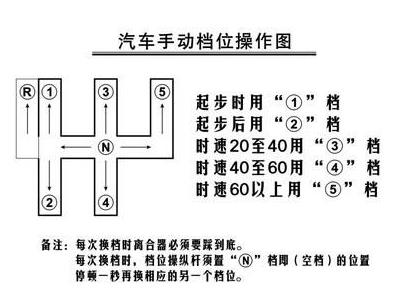 汽车手动档位操作图
R ① ③ ⑤
N
② ④
起步时用“①”档
起步后用“②”档
时速20至40用“③”档
时速40至60用“④”档
时速60以上用“⑤”档
备注：每次换档时离合器必须要踩到底。
每次换档时，档位操纵杆须置“Ⓝ”档即（空档）的位置
停顿一秒再换相应的另一个档位。